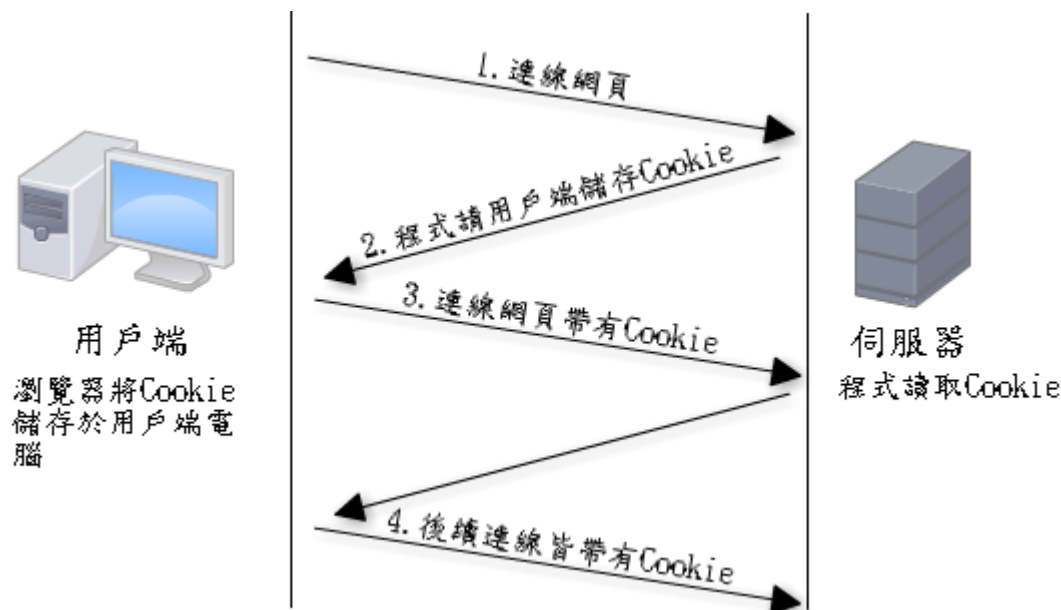 1. 連線網頁
2. 程式請用戶端儲存Cookie
3. 連線網頁帶有Cookie
4. 後續連線皆帶有Cookie
用戶端
瀏覽器將Cookie
儲存於用戶端電
腦
伺服器
程式讀取Cookie